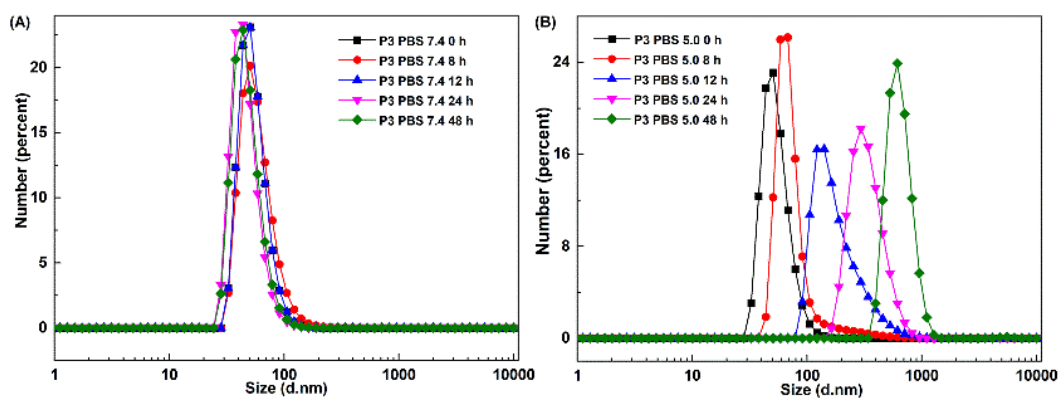 (A)
P3 PBS 7.4 0 h
P3 PBS 7.4 8 h
P3 PBS 7.4 12 h
P3 PBS 7.4 24 h
P3 PBS 7.4 48 h
Number (percent)
20
15
10
5
0
1 10 100 1000 10000
Size (d.nm)
(B)
P3 PBS 5.0 0 h
P3 PBS 5.0 8 h
P3 PBS 5.0 12 h
P3 PBS 5.0 24 h
P3 PBS 5.0 48 h
Number (percent)
24
16
8
0
1 10 100 1000 10000
Size (d.nm)